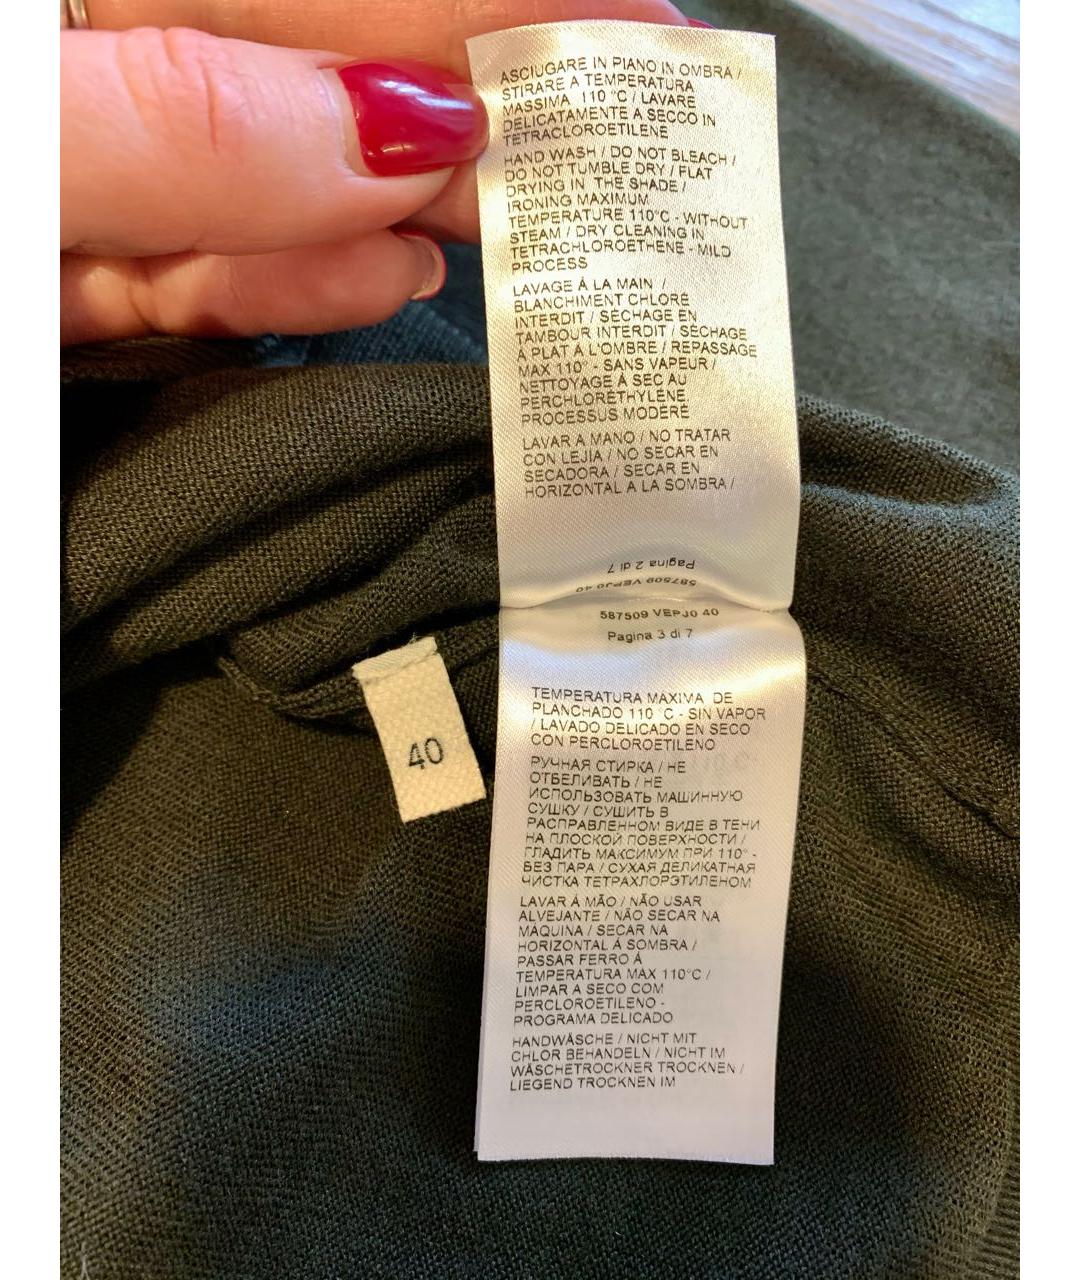 ASCIUGARE IN PIANO IN OMBRA /
STIRARE A TEMPERATURA
MASSIMA 110°C / LAVARE
DELICATAMENTE A SECCO IN
TETRACLOROETILENE
HAND WASH / DO NOT BLEACH /
DO NOT TUMBLE DRY / FLAT
DRYING IN THE SHADE /
IRONING MAXIMUM
TEMPERATURE 110°C - WITHOUT
STEAM / DRY CLEANING IN
TETRACHLOROETHENE - MILD
PROCESS
LAVAGE À LA MAIN /
BLANCHIMENT CHLORÉ
INTERDIT / SÉCHAGE EN
TAMBOUR INTERDIT / SÉCHAGE
À PLAT À L'OMBRE / REPASSAGE
MAX 110° - SANS VAPEUR /
NETTOYAGE À SEC AU
PERCHLORÉTHYLÈNE.
PROCESSUS MODÉRÉ
LAVAR A MANO / NO TRATAR
CON LEJIA / NO SECAR EN
SECADORA / SECAR EN
HORIZONTAL A LA SOMBRA /
Pagina 2 di 7
587509 VEPJ0 40
587509 VEPJ0 40
Pagina 3 di 7
TEMPERATURA MAXIMA DE
PLANCHADO 110°C - SIN VAPOR
/ LAVADO DELICADO EN SECO
CON PERCLOROETILENO
РУЧНАЯ СТИРКА / НЕ
ОТБЕЛИВАТЬ / НЕ
ИСПОЛЬЗОВАТЬ МАШИННУЮ
СУШКУ / СУШИТЬ В
РАСПРАВЛЕННОМ ВИДЕ В ТЕНИ
НА ПЛОСКОЙ ПОВЕРХНОСТИ /
ГЛАДИТЬ МАКСИМУМ ПРИ 110° -
БЕЗ ПАРА / СУХАЯ ДЕЛИКАТНАЯ
ЧИСТКА ТЕТРАХЛОРЭТИЛЕНОМ
LAVAR À MÃO / NÃO USAR
ALVEJANTE / NÃO SECAR NA
MÁQUINA / SECAR NA
HORIZONTAL À SOMBRA /
PASSAR FERRO À
TEMPERATURA MAX 110°C /
LIMPAR A SECO COM
PERCLOROETILENO -
PROGRAMA DELICADO
HANDWÄSCHE / NICHT MIT
CHLOR BEHANDELN / NICHT IM
WÄSCHETROCKNER TROCKNEN /
LIEGEND TROCKNEN IM
40